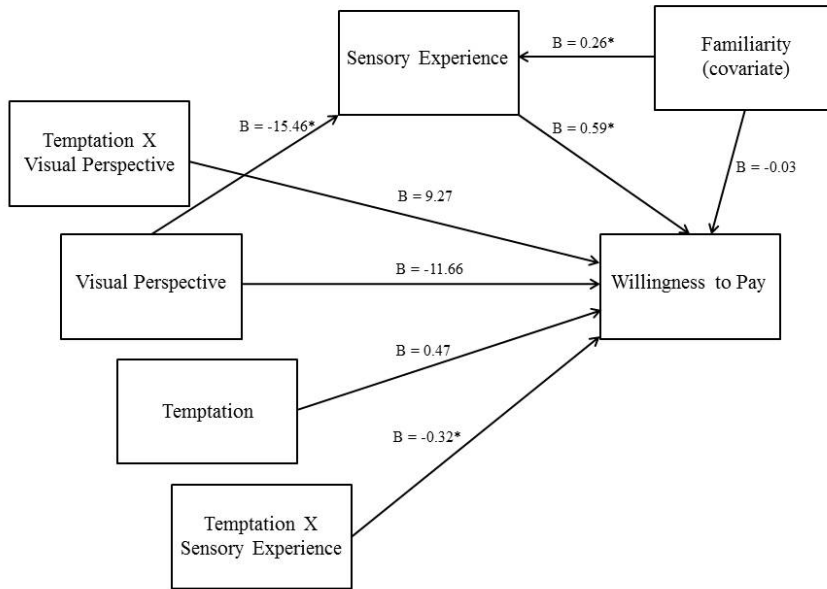 Sensory Experience
B = 0.26*
Familiarity
(covariate)
B = -15.46*
B = 0.59*
Temptation X
Visual Perspective
B = -0.03
B = 9.27
Visual Perspective
B = -11.66
Willingness to Pay
B = 0.47
Temptation
B = -0.32*
Temptation X
Sensory Experience